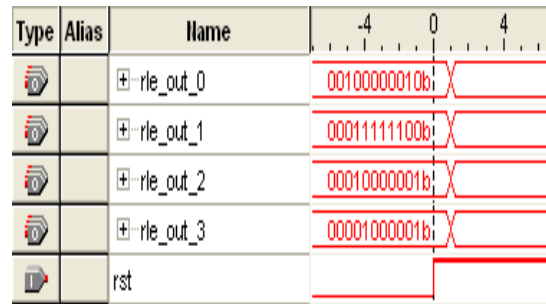 Type Alias Name -4 0 4
rle_out_0 00100000010b
rle_out_1 00011111100b
rle_out_2 00010000001b
rle_out_3 00001000001b
rst